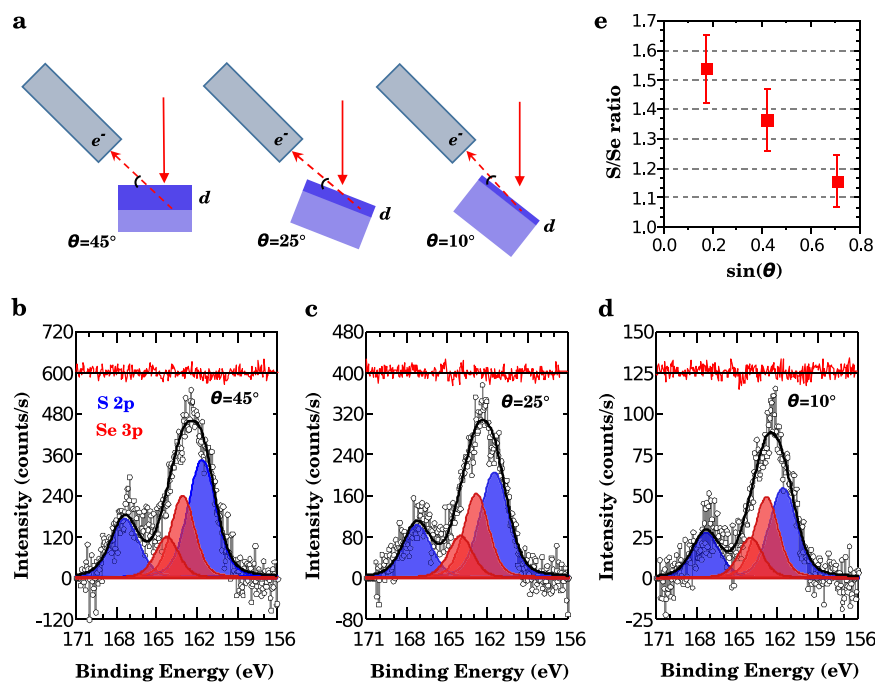 a
e⁻
d
θ=45°
e⁻
d
θ=25°
e⁻
d
θ=10°
e
S/Se ratio
1.7
1.6
1.5
1.4
1.3
1.2
1.1
1.0
0.0 0.2 0.4 0.6 0.8
sin(θ)
b
Intensity (counts/s)
720
600
480
360
240
120
0
-120
S 2p
Se 3p
θ=45°
171 168 165 162 159 156
Binding Energy (eV)
c
Intensity (counts/s)
480
400
320
240
160
80
0
-80
θ=25°
171 168 165 162 159 156
Binding Energy (eV)
d
Intensity (counts/s)
150
125
100
75
50
25
0
-25
θ=10°
171 168 165 162 159 156
Binding Energy (eV)